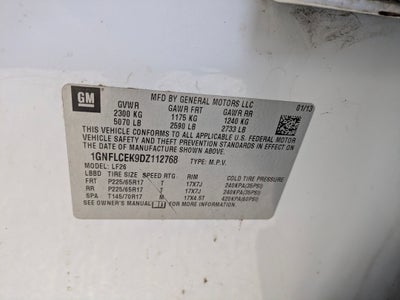 GM
MFD BY GENERAL MOTORS LLC
01/13
GVWR GAWR FRT GAWR RR
2300 KG 1175 KG 1240 KG
5070 LB 2590 LB 2733 LB
THIS VEHICLE CONFORMS TO ALL APPLICABLE U.S. FEDERAL MOTOR
VEHICLE SAFETY AND THEFT PREVENTION STANDARDS IN EFFECT ON
THE DATE OF MANUFACTURE SHOWN ABOVE.
1GNFLCEK9DZ112768 TYPE: M.P.V.
MODEL: LF26
TIRE SIZE SPEED RTG RIM COLD TIRE PRESSURE
FRT P225/65R17 T 17X7J 240KPA(35PSI)
RR P225/65R17 T 17X7J 240KPA(35PSI)
SPA T145/70R17 M 17X4.5T 420KPA(60PSI)
SEE OWNER'S MANUAL FOR MORE INFORMATION.